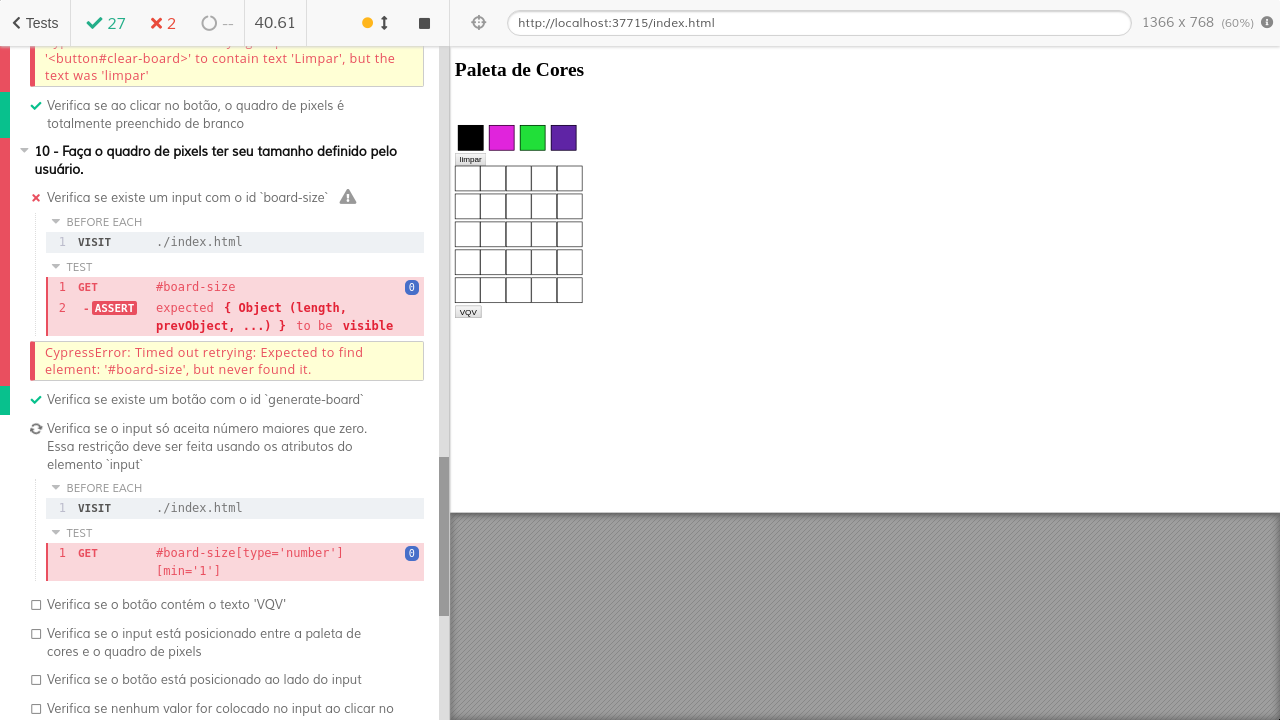 Tests
27
2
--
40.61
http://localhost:37715/index.html
1366 x 768 (60%)
'<button#clear-board>' to contain text 'Limpar', but the
text was 'limpar'
Verifica se ao clicar no botão, o quadro de pixels é
totalmente preenchido de branco
10 - Faça o quadro de pixels ter seu tamanho definido pelo
usuário.
Verifica se existe um input com o id `board-size`
BEFORE EACH
1 VISIT ./index.html
TEST
1 GET #board-size 0
2 -ASSERT expected { Object (length,
prevObject, ...) } to be visible
CypressError: Timed out retrying: Expected to find
element: '#board-size', but never found it.
Verifica se existe um botão com o id `generate-board`
Verifica se o input só aceita número maiores que zero.
Essa restrição deve ser feita usando os atributos do
elemento `input`
BEFORE EACH
1 VISIT ./index.html
TEST
1 GET #board-size[type='number'] 0
[min='1']
Verifica se o botão contém o texto 'VQV'
Verifica se o input está posicionado entre a paleta de
cores e o quadro de pixels
Verifica se o botão está posicionado ao lado do input
Verifica se nenhum valor for colocado no input ao clicar no
Paleta de Cores
limpar
VQV